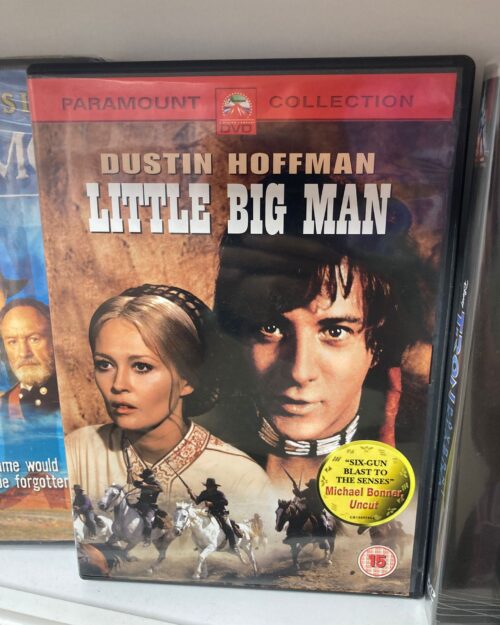 PARAMOUNT COLLECTION
DVD
DUSTIN HOFFMAN
LITTLE BIG MAN
"SIX-GUN
BLAST TO
THE SENSES"
Michael Bonner,
Uncut
15
ame would
be forgotten